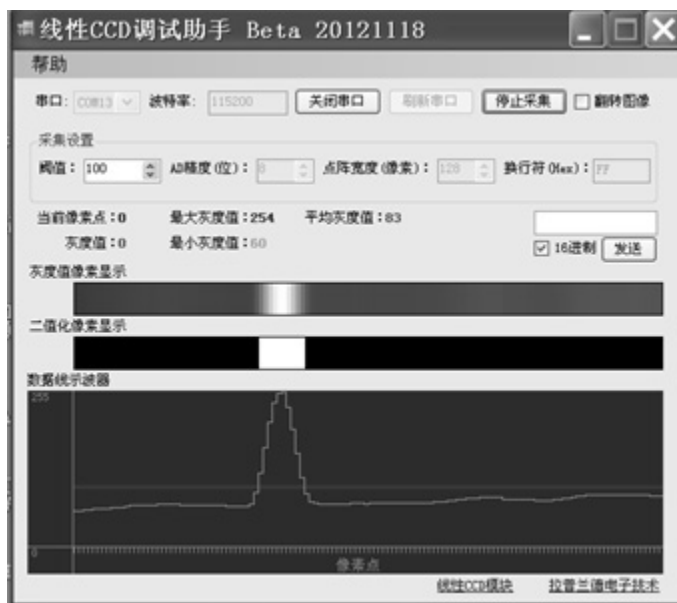 线性CCD调试助手 Beta 20121118
帮助
串口: COM13 波特率: 115200 关闭串口 刷新串口 停止采集 翻转图像
采集设置
阈值: 100 AD精度(位): 8 点阵宽度(像素): 128 换行符(Hex): FF
当前像素点:0 最大灰度值:254 平均灰度值:83
灰度值:0 最小灰度值:60
16进制 发送
灰度值像素显示
二值化像素显示
数据线示波器
255
0
像素点
线性CCD模块 拉普兰德电子技术